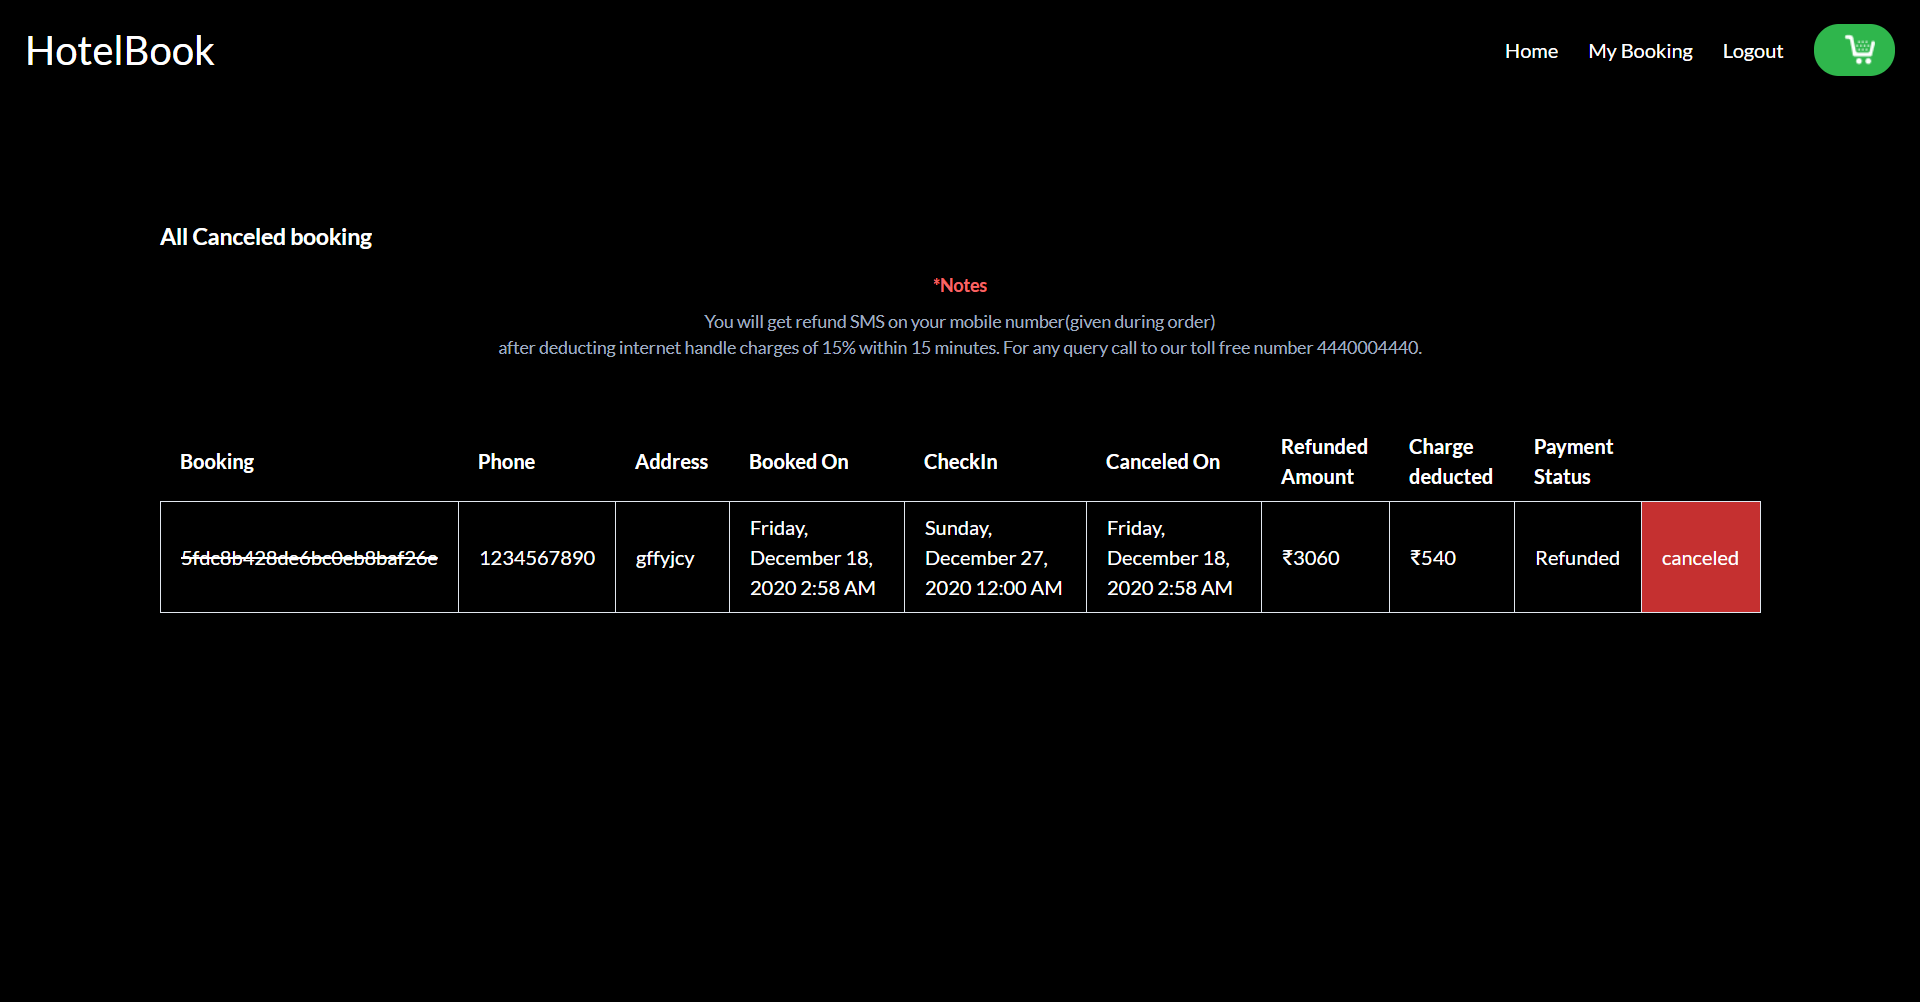 HotelBook
Home My Booking Logout
All Canceled booking
*Notes
You will get refund SMS on your mobile number(given during order)
after deducting internet handle charges of 15% within 15 minutes. For any query call to our toll free number 4440004440.
Booking Phone Address Booked On CheckIn Canceled On Refunded Amount Charge deducted Payment Status
5fdc8b428de6bc0eb8baf26e 1234567890 gffyjcy Friday, December 18, 2020 2:58 AM Sunday, December 27, 2020 12:00 AM Friday, December 18, 2020 2:58 AM ₹3060 ₹540 Refunded canceled